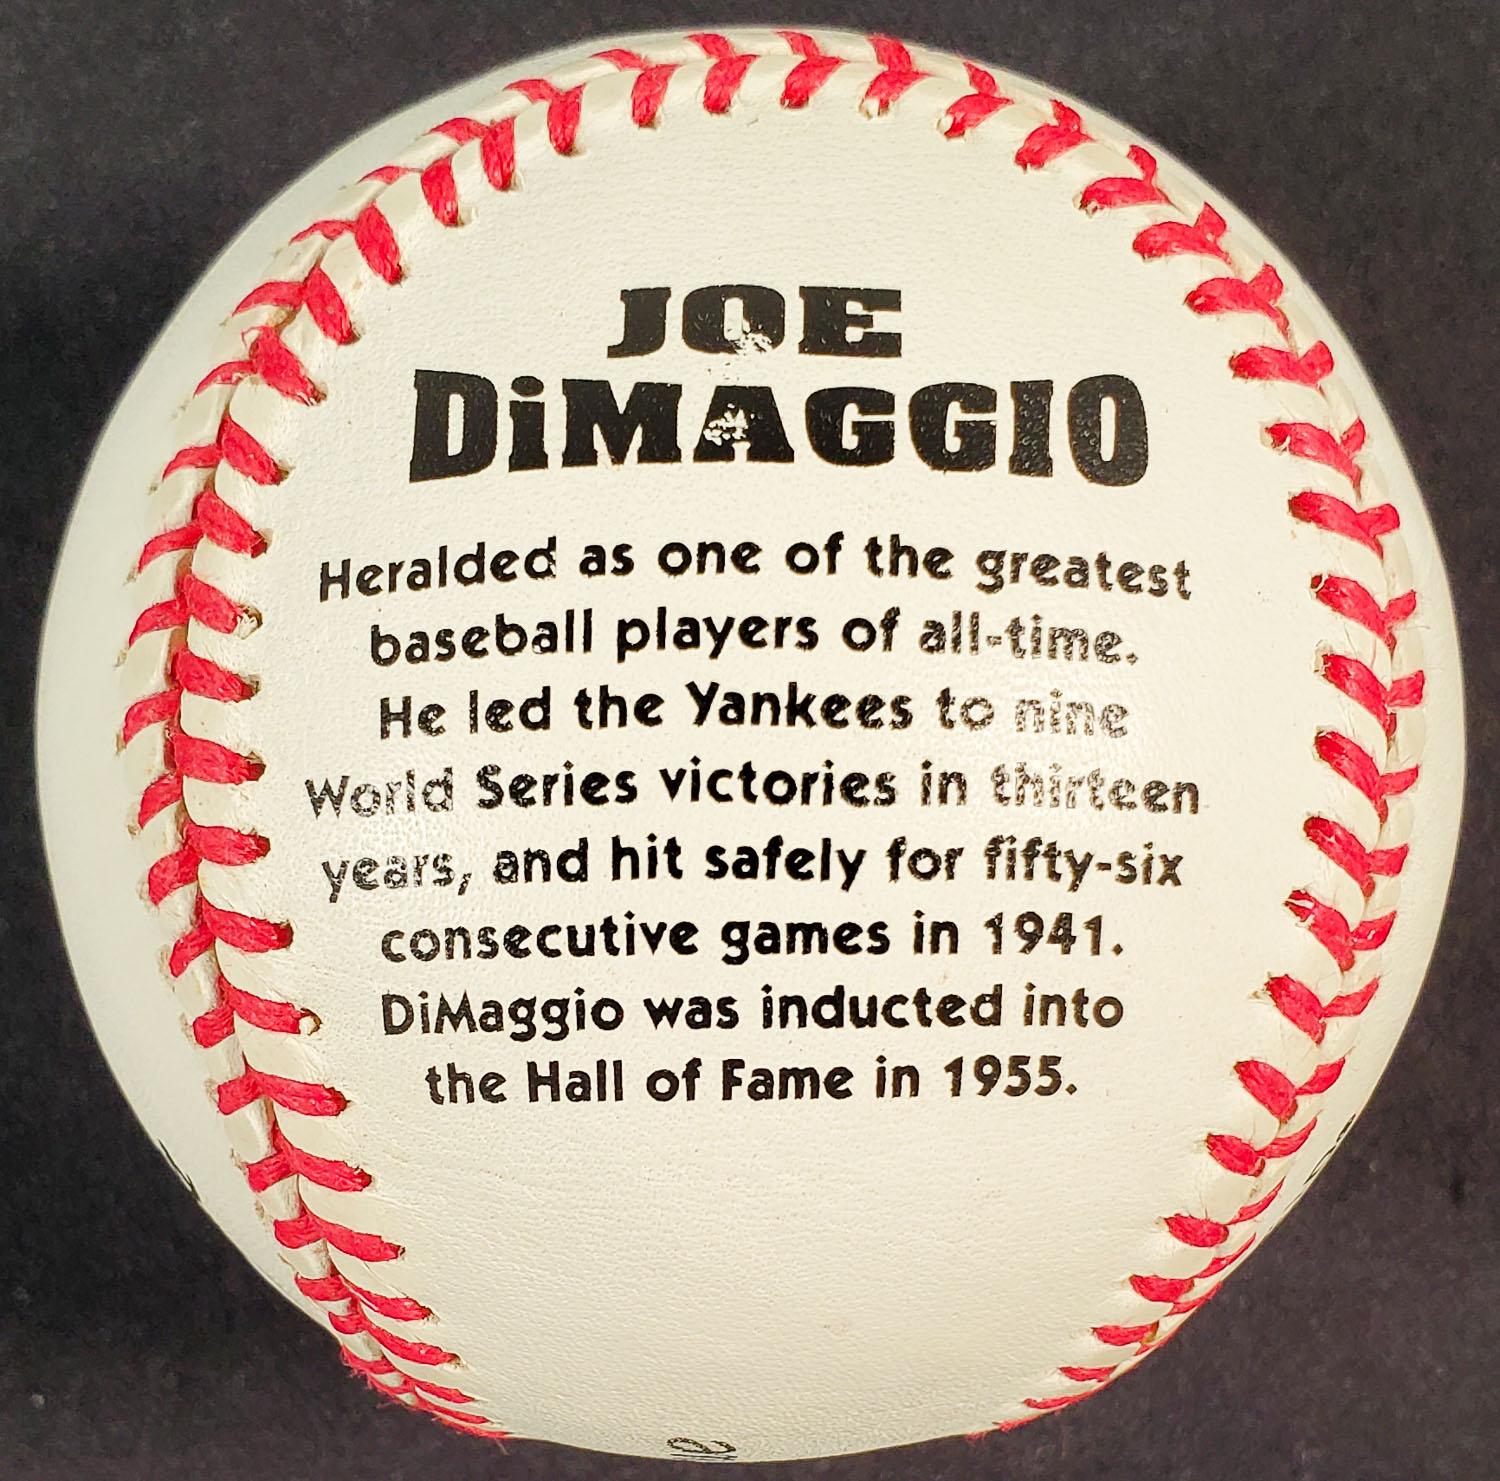 JOE
DiMAGGIO
Heralded as one of the greatest
baseball players of all-time.
He led the Yankees to nine
World Series victories in thirteen
years, and hit safely for fifty-six
consecutive games in 1941.
DiMaggio was inducted into
the Hall of Fame in 1955.